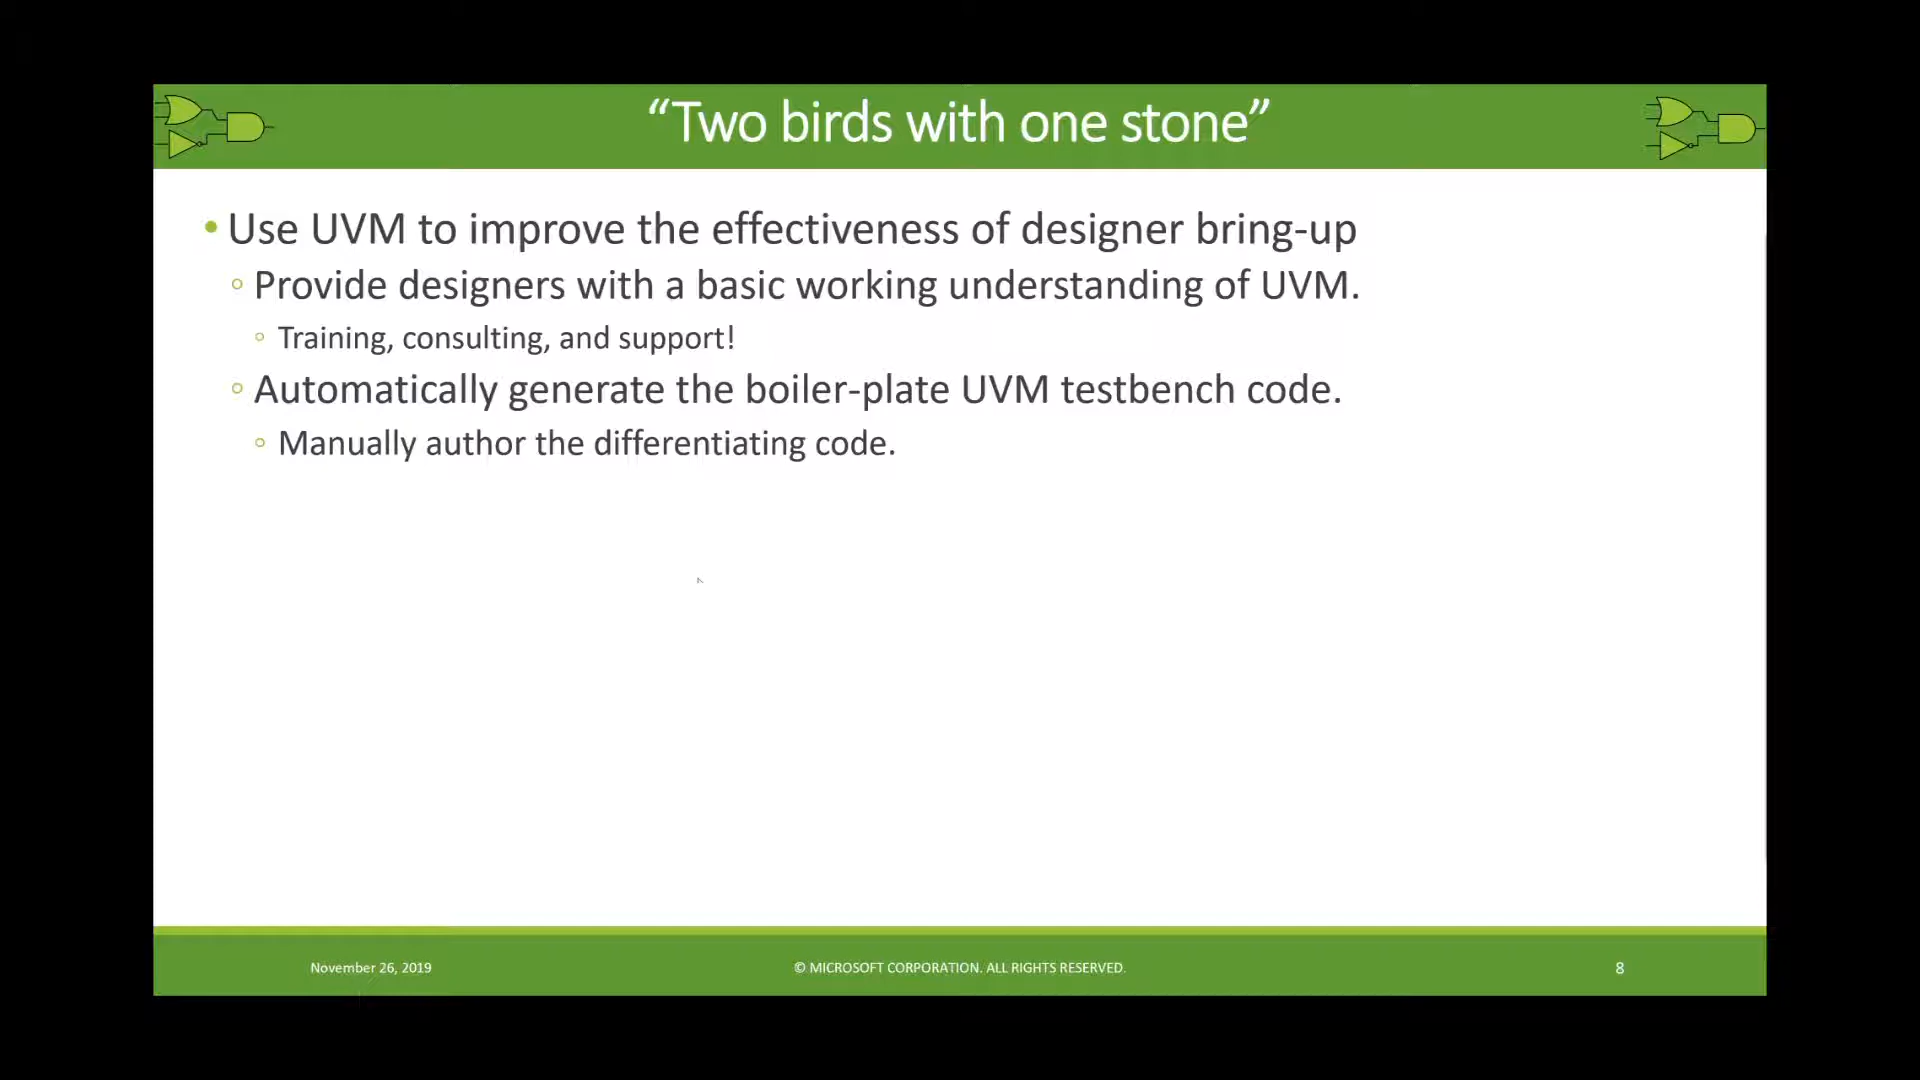 “Two birds with one stone”
• Use UVM to improve the effectiveness of designer bring-up
◦ Provide designers with a basic working understanding of UVM.
◦ Training, consulting, and support!
◦ Automatically generate the boiler-plate UVM testbench code.
◦ Manually author the differentiating code.
November 26, 2019
© MICROSOFT CORPORATION. ALL RIGHTS RESERVED.
8